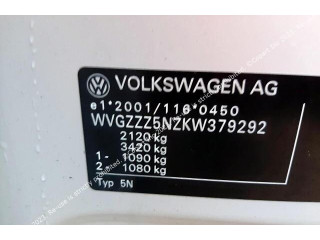 VOLKSWAGEN AG
e1*2001/116*0450
WVGZZZ5NZKW379292
2120 kg
3420 kg
1- 1090 kg
2- 1080 kg
Typ 5N